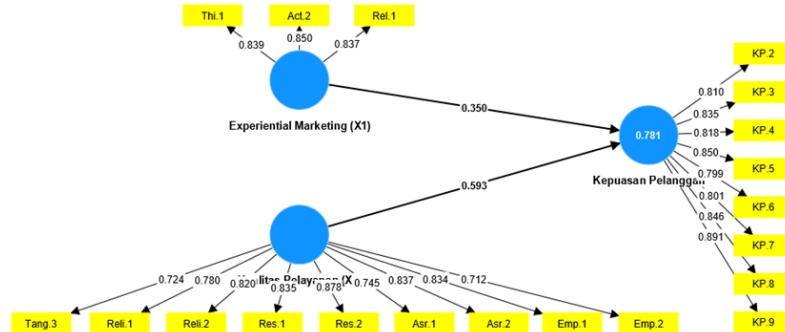 Thi.1 Act.2 Rel.1
0.839 0.850 0.837
Experiential Marketing (X1)
0.350
0.593
0.781
Kepuasan Pelanggan
KP.2
KP.3
KP.4
KP.5
KP.6
KP.7
KP.8
KP.9
0.810
0.835
0.818
0.850
0.799
0.801
0.846
0.891
(X
0.724 0.780 0.820 0.835 0.878 0.745 0.837 0.834 0.712
Tang.3 Reli.1 Reli.2 Res.1 Res.2 Asr.1 Asr.2 Emp.1 Emp.2